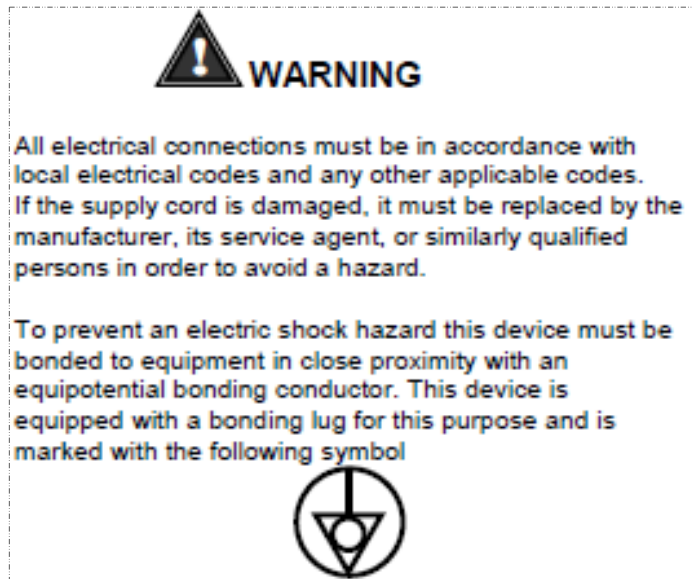 WARNING
All electrical connections must be in accordance with
local electrical codes and any other applicable codes.
If the supply cord is damaged, it must be replaced by the
manufacturer, its service agent, or similarly qualified
persons in order to avoid a hazard.
To prevent an electric shock hazard this device must be
bonded to equipment in close proximity with an
equipotential bonding conductor. This device is
equipped with a bonding lug for this purpose and is
marked with the following symbol